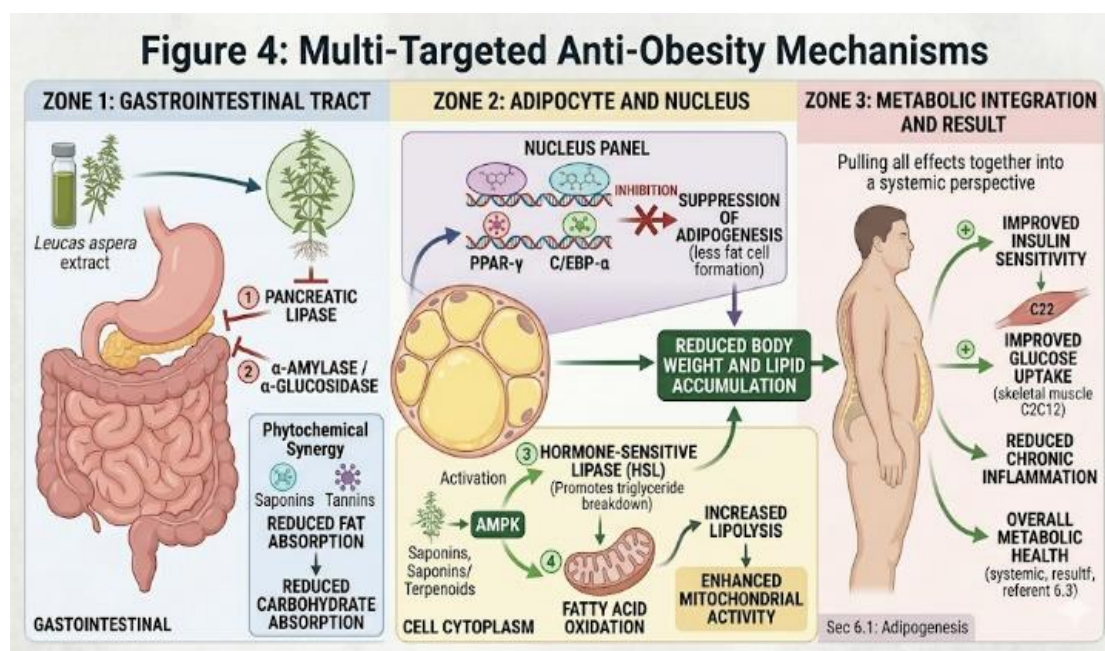 Figure 4: Multi-Targeted Anti-Obesity Mechanisms
ZONE 1: GASTROINTESTINAL TRACT
Leucas aspera
extract
1 PANCREATIC
LIPASE
2 α-AMYLASE /
α-GLUCOSIDASE
Phytochemical
Synergy
Saponins Tannins
REDUCED FAT
ABSORPTION
REDUCED
CARBOHYDRATE
ABSORPTION
GASTOINTESTINAL
ZONE 2: ADIPOCYTE AND NUCLEUS
NUCLEUS PANEL
INHIBITION
PPAR-γ C/EBP-α
SUPPRESSION
OF
ADIPOGENESIS
(less fat cell
formation)
REDUCED BODY
WEIGHT AND LIPID
ACCUMULATION
Activation
3 HORMONE-SENSITIVE
LIPASE (HSL)
(Promotes triglyceride
breakdown)
AMPK
Saponins,
Saponins/
Terpenoids
4
FATTY ACID
OXIDATION
INCREASED
LIPOLYSIS
ENHANCED
MITOCHONDRIAL
ACTIVITY
CELL CYTOPLASM
ZONE 3: METABOLIC INTEGRATION
AND RESULT
Pulling all effects together into
a systemic perspective
+ IMPROVED
INSULIN
SENSITIVITY
C22
+ IMPROVED
GLUCOSE
UPTAKE
(skeletal muscle
C2C12)
REDUCED
CHRONIC
INFLAMMATION
OVERALL
METABOLIC
HEALTH
(systemic, resultf,
referent 6.3)
Sec 6.1: Adipogenesis